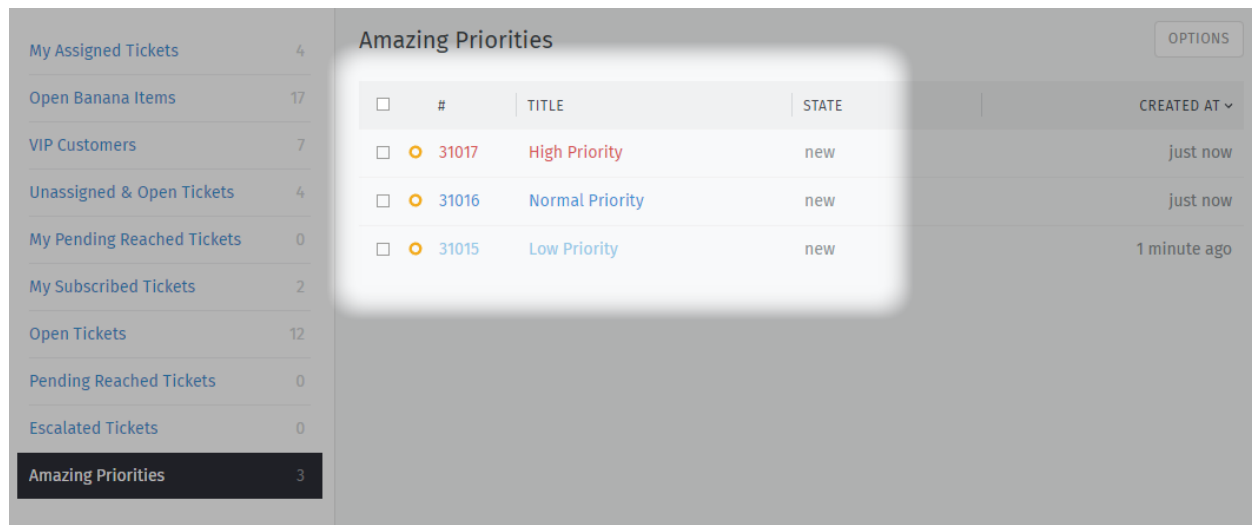 My Assigned Tickets 4
Open Banana Items 17
VIP Customers 7
Unassigned & Open Tickets 4
My Pending Reached Tickets 0
My Subscribed Tickets 2
Open Tickets 12
Pending Reached Tickets 0
Escalated Tickets 0
Amazing Priorities 3
Amazing Priorities
OPTIONS
# TITLE STATE CREATED AT
31017 High Priority new just now
31016 Normal Priority new just now
31015 Low Priority new 1 minute ago